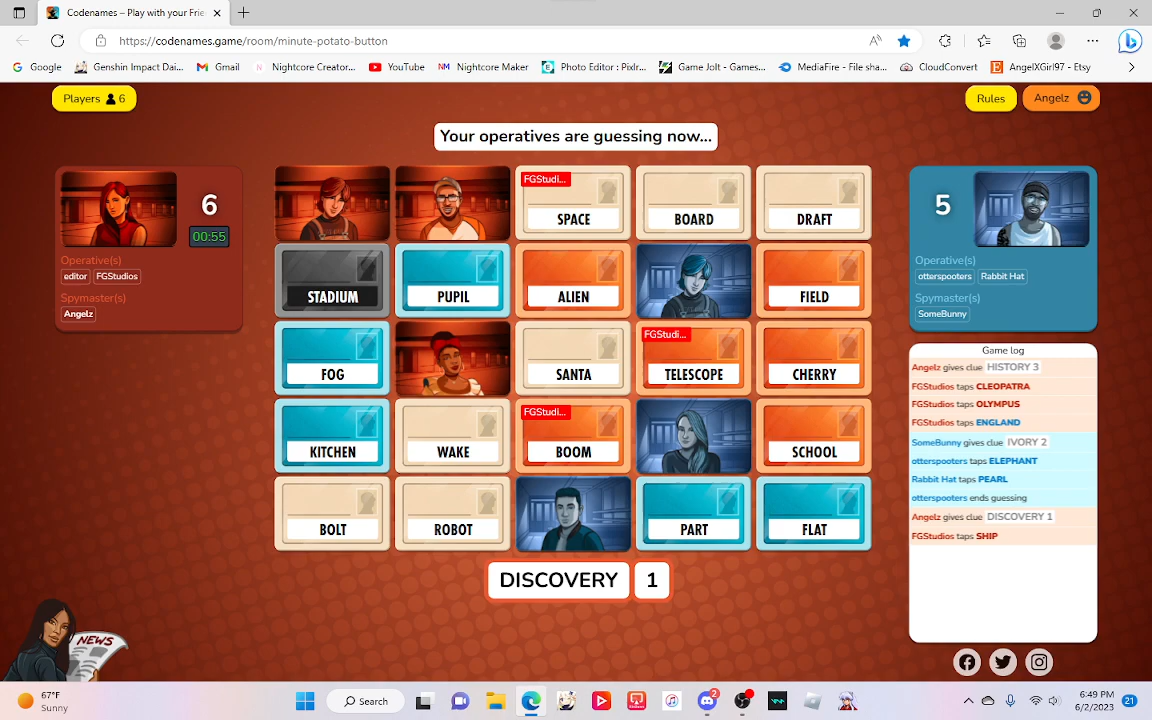 Codenames – Play with your Frie
https://codenames.game/room/minute-potato-button
Google
Genshin Impact Dai...
Gmail
Nightcore Creator...
YouTube
NM Nightcore Maker
Photo Editor : Pixlr...
Game Jolt - Games...
MediaFire - File sha...
CloudConvert
AngelXGirl97 - Etsy
Players 6
Rules
Angelz
Your operatives are guessing now...
6
00:55
Operative(s)
editor FGStudios
Spymaster(s)
Angelz
FGStudi...
SPACE
BOARD
DRAFT
STADIUM
PUPIL
ALIEN
FIELD
FOG
SANTA
FGStudi...
TELESCOPE
CHERRY
KITCHEN
WAKE
FGStudi...
BOOM
SCHOOL
BOLT
ROBOT
PART
FLAT
DISCOVERY 1
5
Operative(s)
otterspooters Rabbit Hat
Spymaster(s)
SomeBunny
Game log
Angelz gives clue HISTORY 3
FGStudios taps CLEOPATRA
FGStudios taps OLYMPUS
FGStudios taps ENGLAND
SomeBunny gives clue IVORY 2
otterspooters taps ELEPHANT
Rabbit Hat taps PEARL
otterspooters ends guessing
Angelz gives clue DISCOVERY 1
FGStudios taps SHIP
NEWS
67°F
Sunny
Search
2
6:49 PM
6/2/2023
21